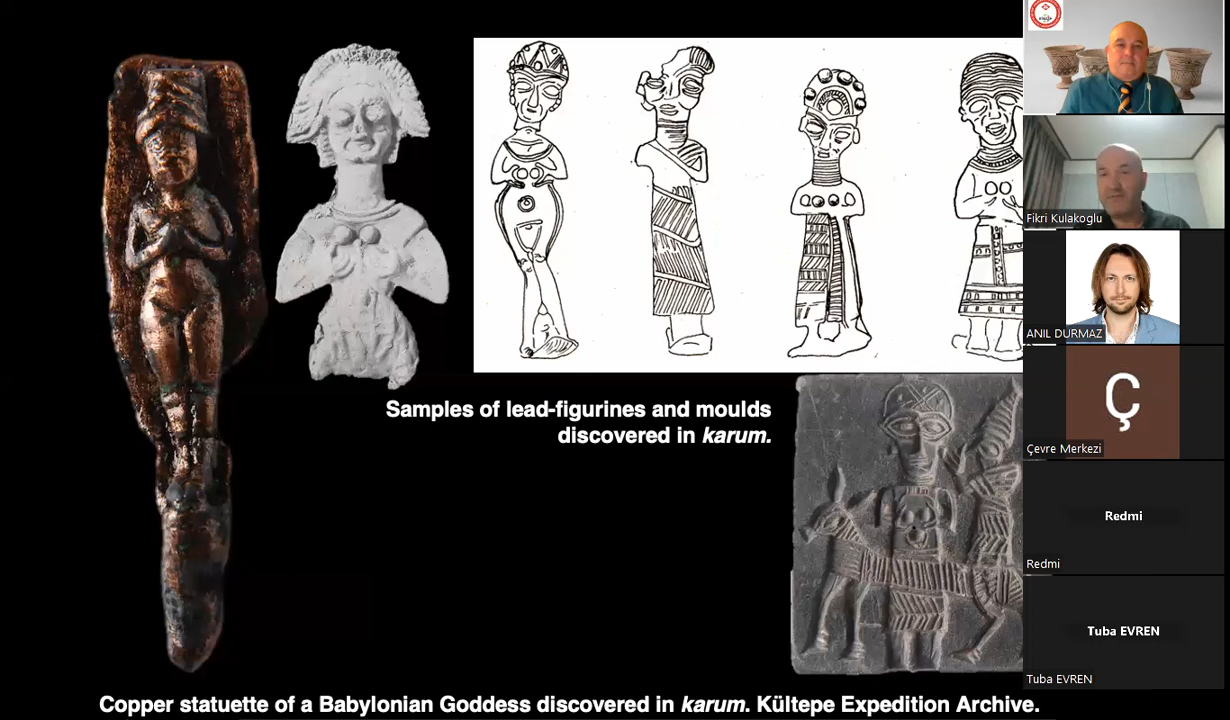 Samples of lead-figurines and moulds
discovered in karum.
Copper statuette of a Babylonian Goddess discovered in karum. Kültepe Expedition Archive.
Fikri Kulakoglu
ANIL DURMAZ
Ç
Çevre Merkezi
Redmi
Redmi
Tuba EVREN
Tuba EVREN